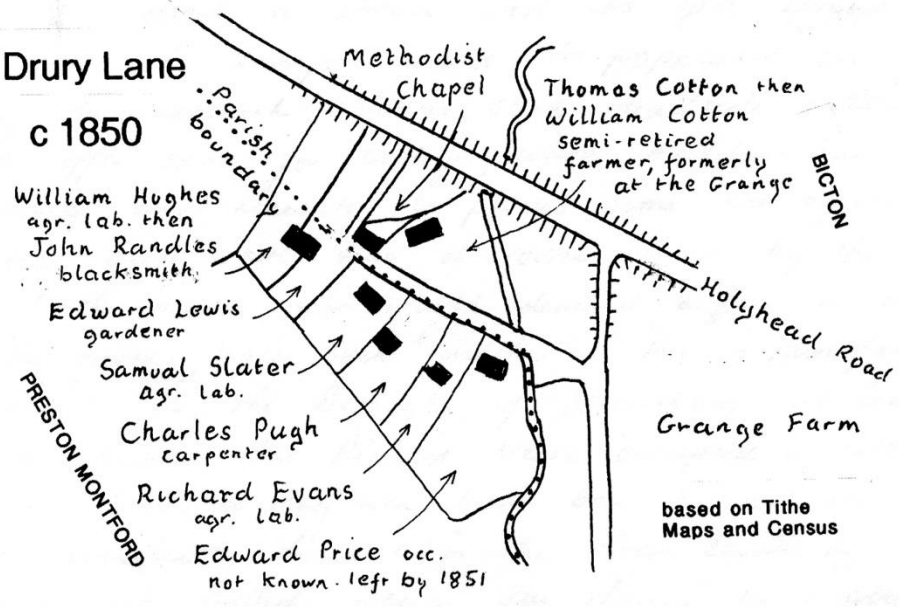 Drury Lane
c 1850
Methodist
Chapel
Parish
boundary
Thomas Cotton then
William Cotton
semi-retired
farmer, formerly
at the Grange
BICTON
William Hughes
agr. lab. then
John Randles
blacksmith.
Edward Lewis
gardener
Samual Slater
agr. lab.
Charles Pugh
carpenter
Richard Evans
agr. lab.
Edward Price occ.
not known. left by 1851
PRESTON MONTFORD
Holyhead Road
Grange Farm
based on Tithe
Maps and Census